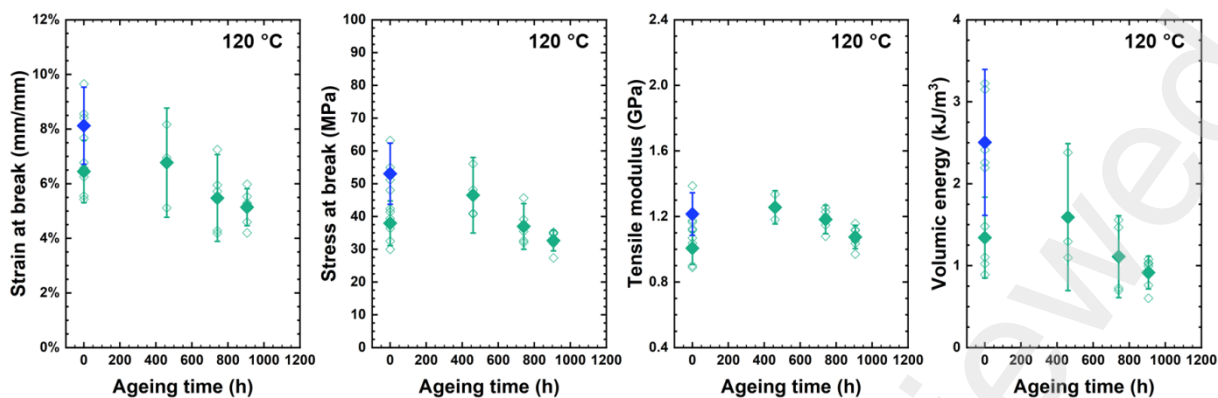 120 °C
Strain at break (mm/mm)
12%
10%
8%
6%
4%
2%
0%
0 200 400 600 800 1000 1200
Ageing time (h)
120 °C
Stress at break (MPa)
100
90
80
70
60
50
40
30
20
10
0
0 200 400 600 800 1000 1200
Ageing time (h)
120 °C
Tensile modulus (GPa)
2.4
2.0
1.6
1.2
0.8
0.4
0 200 400 600 800 1000 1200
Ageing time (h)
120 °C
Volumic energy (kJ/m³)
4
3
2
1
0
0 200 400 600 800 1000 1200
Ageing time (h)
ewed